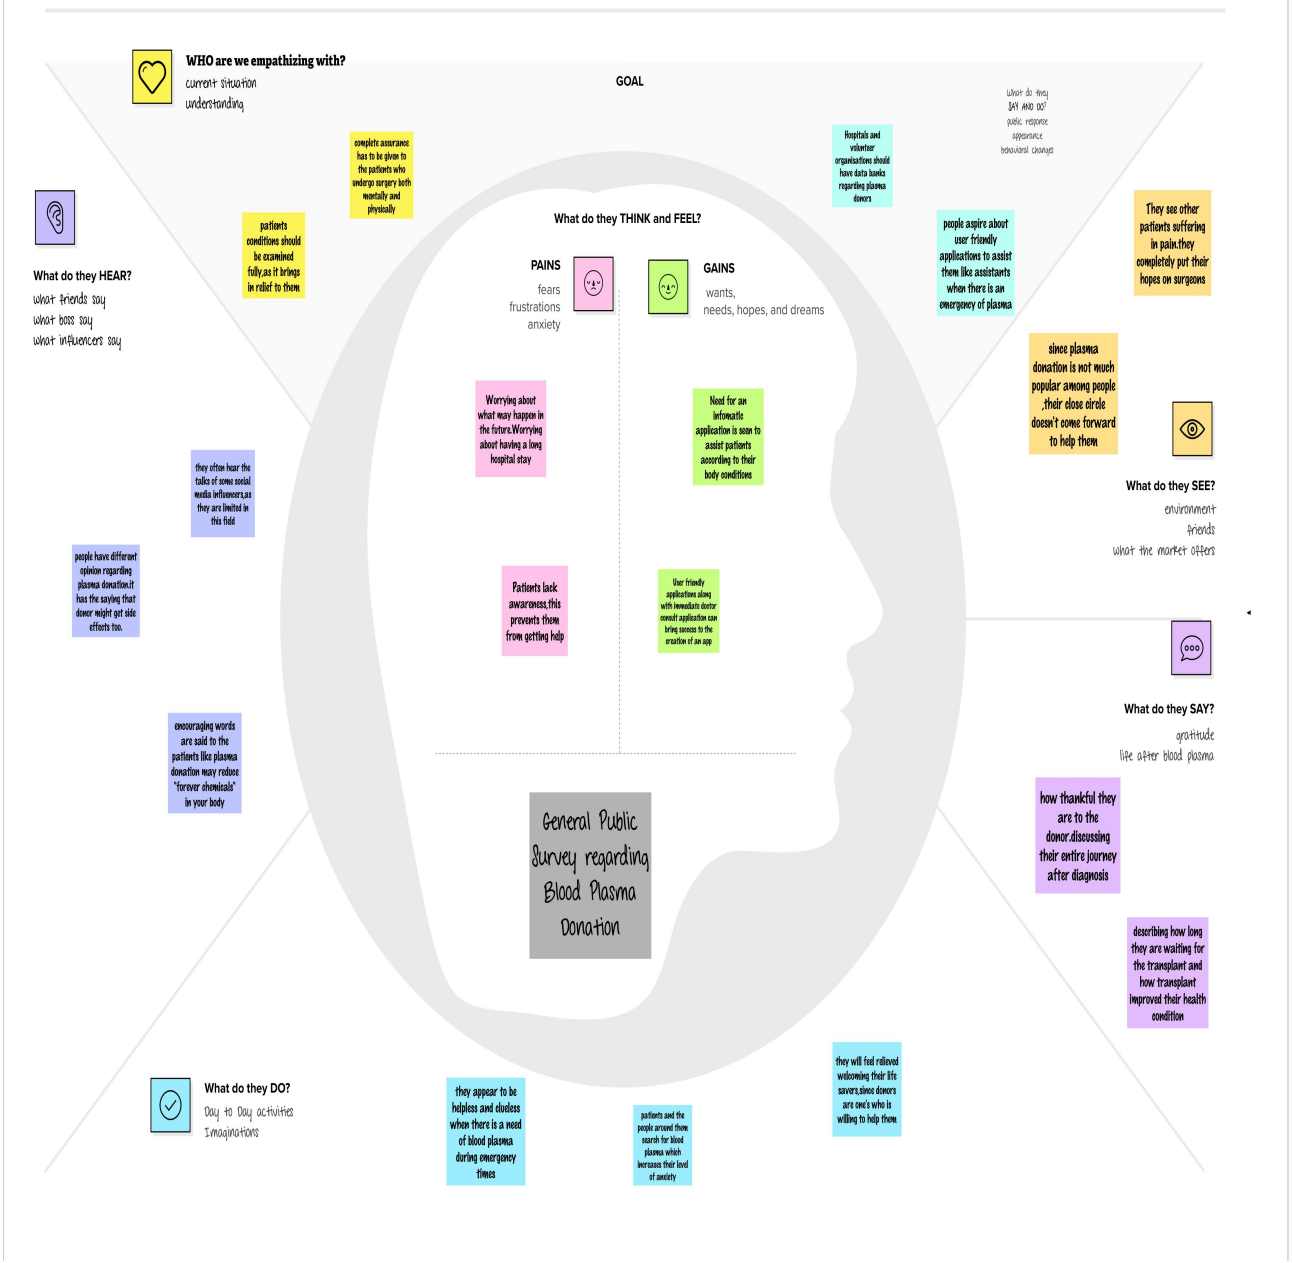 WHO are we empathizing with?
current situation
understanding
GOAL
What do they
SAY AND DO?
public response
appearance
behavioral changes
complete assurance
has to be given to
the patients who
undergo surgery both
mentally and
physically
patients
conditions should
be examined
fully,as it brings
in relief to them
Hospitals and
volunteer
organisations should
have data banks
regarding plasma
donors
people aspire about
user friendly
applications to assist
them like assistants
when there is an
emergency of plasma
They see other
patients suffering
in pain.they
completely put their
hopes on surgeons
since plasma
donation is not much
popular among people
,their close circle
doesn't come forward
to help them
What do they SEE?
environment
friends
what the market offers
What do they HEAR?
what friends say
what boss say
what influencers say
they often hear the
talks of some social
media influencers,as
they are limited in
this field
people have different
opinion regarding
plasma donation.it
has the saying that
donor might get side
effects too.
encouraging words
are said to the
patients like plasma
donation may reduce
"forever chemicals"
in your body
What do they THINK and FEEL?
PAINS
fears
frustrations
anxiety
GAINS
wants,
needs, hopes, and dreams
Worrying about
what may happen in
the future.Worrying
about having a long
hospital stay
Patients lack
awareness,this
prevents them
from getting help
Need for an
infomatic
application is seen to
assist patients
according to their
body conditions
User friendly
applications along
with immediate doctor
consult application can
bring success to the
creation of an app
General Public
Survey regarding
Blood Plasma
Donation
What do they SAY?
gratitude
life after blood plasma
how thankful they
are to the
donor.discussing
their entire journey
after diagnosis
describing how long
they are waiting for
the transplant and
how transplant
improved their health
condition
What do they DO?
Day to Day activities
Imaginations
they appear to be
helpless and clueless
when there is a need
of blood plasma
during emergency
times
patients and the
people around them
search for blood
plasma which
increases their level
of anxiety
they will feel relieved
welcoming their life
savers,since donors
are one's who is
willing to help them